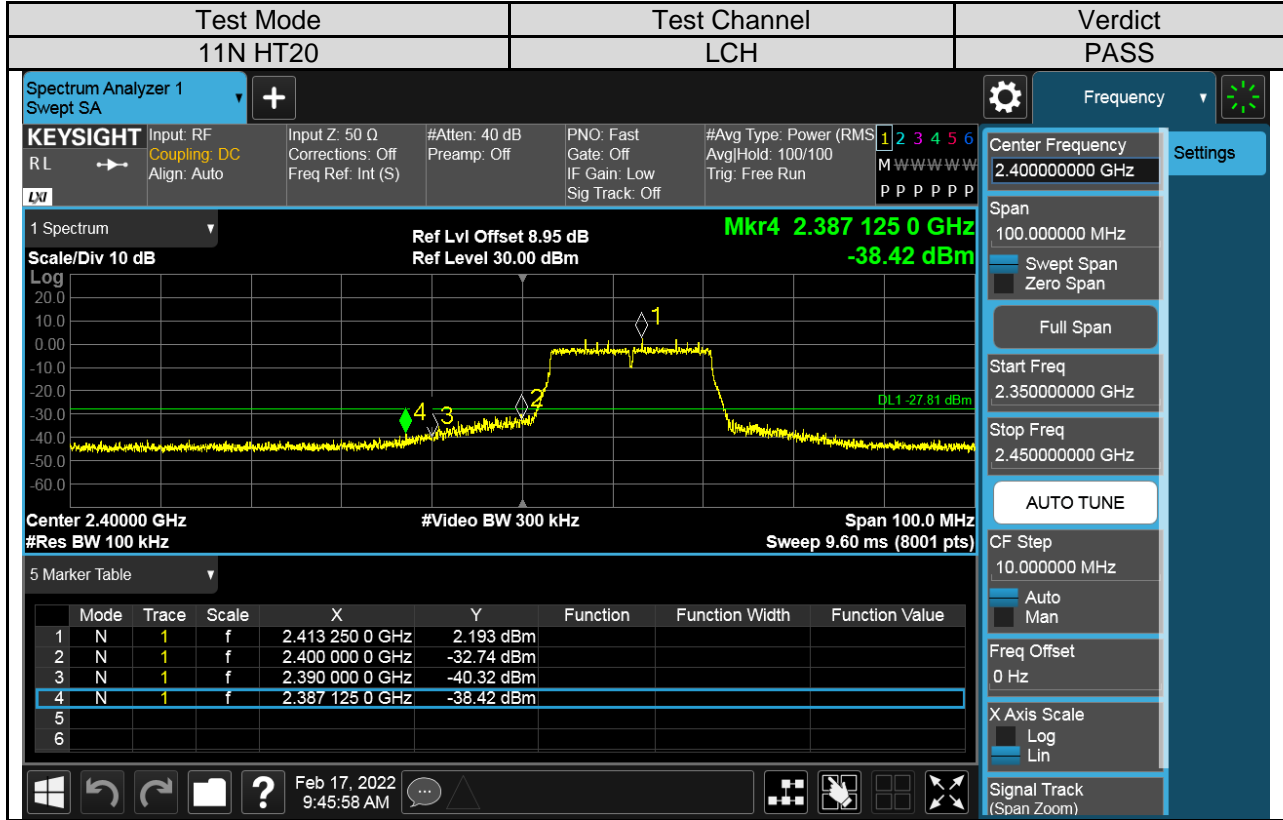 Test Mode Test Channel Verdict
11N HT20 LCH PASS
Spectrum Analyzer 1
Swept SA
+
Frequency
KEYSIGHT
RL
LXI
Input: RF
Coupling: DC
Align: Auto
Input Z: 50 Ω
Corrections: Off
Freq Ref: Int (S)
#Atten: 40 dB
Preamp: Off
PNO: Fast
Gate: Off
IF Gain: Low
Sig Track: Off
#Avg Type: Power (RMS
Avg|Hold: 100/100
Trig: Free Run
1 2 3 4 5 6
M W W W W W
P P P P P P
1 Spectrum
Scale/Div 10 dB
Ref Lvl Offset 8.95 dB
Ref Level 30.00 dBm
Mkr4 2.387 125 0 GHz
-38.42 dBm
Log
20.0
10.0
0.00
-10.0
-20.0
-30.0
-40.0
-50.0
-60.0
1
2
3
4
DL1 -27.81 dBm
Center 2.40000 GHz #Video BW 300 kHz Span 100.0 MHz
#Res BW 100 kHz Sweep 9.60 ms (8001 pts)
5 Marker Table
Mode Trace Scale X Y Function Function Width Function Value
1 N 1 f 2.413 250 0 GHz 2.193 dBm
2 N 1 f 2.400 000 0 GHz -32.74 dBm
3 N 1 f 2.390 000 0 GHz -40.32 dBm
4 N 1 f 2.387 125 0 GHz -38.42 dBm
5
6
?
Feb 17, 2022
9:45:58 AM
Center Frequency
2.400000000 GHz
Settings
Span
100.000000 MHz
Swept Span
Zero Span
Full Span
Start Freq
2.350000000 GHz
Stop Freq
2.450000000 GHz
AUTO TUNE
CF Step
10.000000 MHz
Auto
Man
Freq Offset
0 Hz
X Axis Scale
Log
Lin
Signal Track
(Span Zoom)